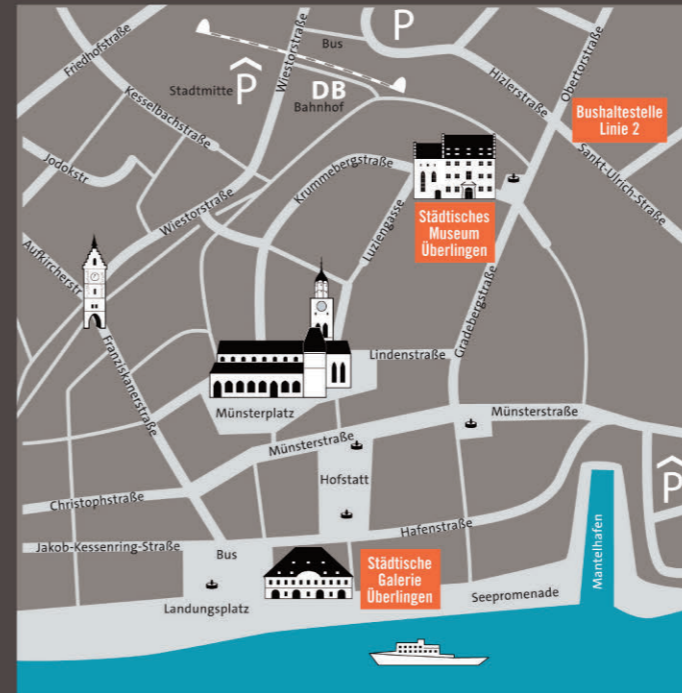 Friedhofstraße
Wiestorstraße
Bus
P
Stadtmitte
P
DB
Bahnhof
Hizlerstraße
Obertorstraße
Kesselbachstraße
Bushaltestelle
Linie 2
Jodokstr
Krummebergstraße
Sankt-Ulrich-Straße
Wiestorstraße
Luziengasse
Städtisches
Museum
Überlingen
Aufkircherstr
Gradebergstraße
Franziskanerstraße
Lindenstraße
Münsterplatz
Münsterstraße
Münsterstraße
Hofstatt
P
Christophstraße
Hafenstraße
Jakob-Kessenring-Straße
Bus
Städtische
Galerie
Überlingen
Mantelhafen
Seepromenade
Landungsplatz